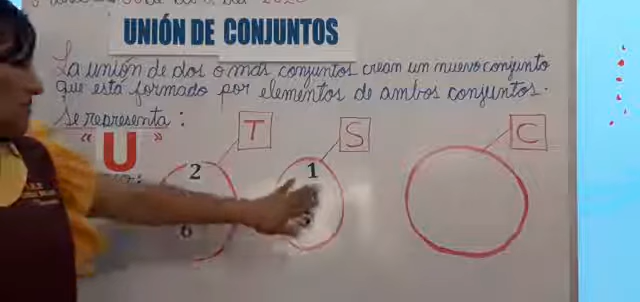 UNIÓN DE CONJUNTOS
La unión de dos o más conjuntos crean un nuevo conjunto
que está formado por elementos de ambos conjuntos.
Se representa :
" U "
T S C
2 1
6